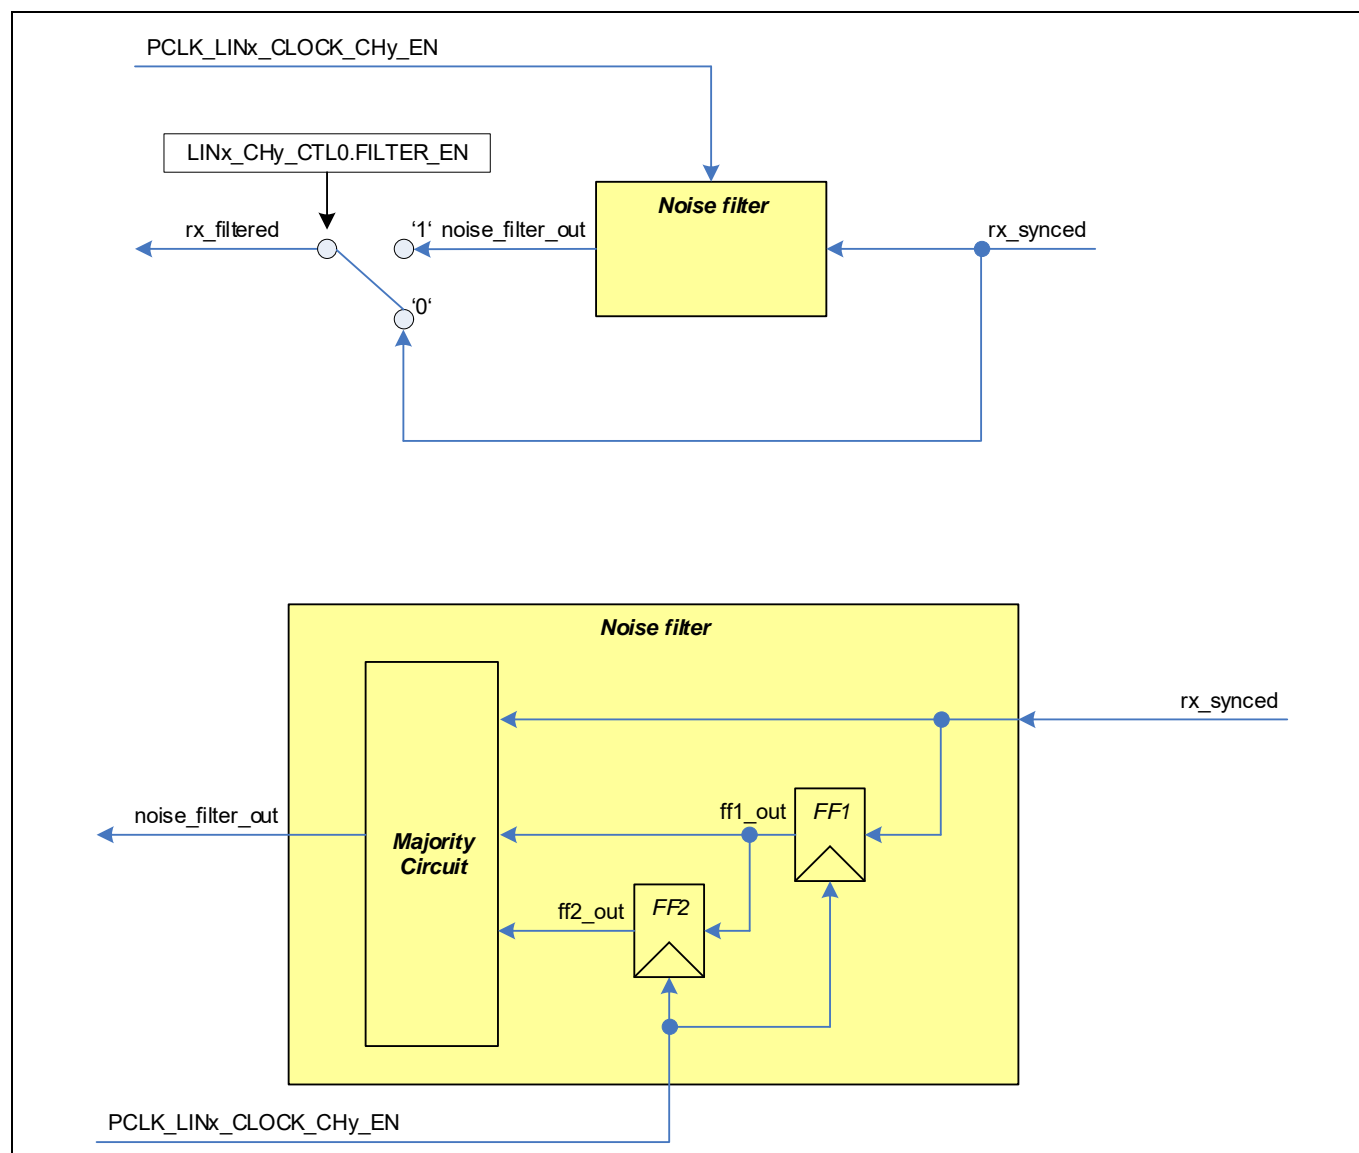 PCLK_LINx_CLOCK_CHy_EN
LINx_CHy_CTL0.FILTER_EN
Noise filter
rx_filtered
‘1‘
noise_filter_out
rx_synced
‘0‘
Noise filter
rx_synced
ff1_out
FF1
noise_filter_out
Majority
Circuit
ff2_out
FF2
PCLK_LINx_CLOCK_CHy_EN